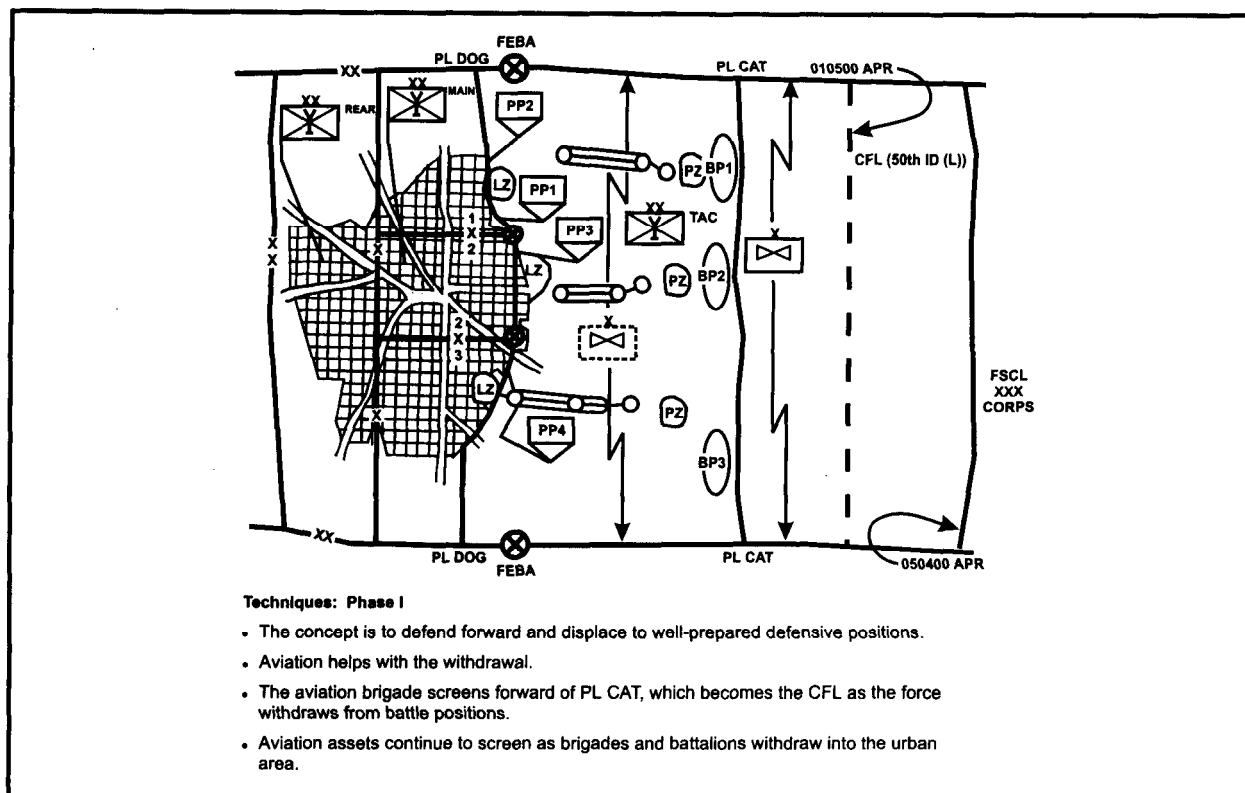 FEBA
PL DOG
PL CAT
010500 APR
XX
XX
REAR
XX
MAIN
PP2
CFL (50th ID (L))
LZ
PZ
BP1
PP1
XX
TAC
1
X
2
PP3
X
X
X
X
LZ
PZ
BP2
X
2
X
3
FSCL
XXX
CORPS
LZ
PZ
X
PP4
BP3
XX
PL DOG
FEBA
PL CAT
050400 APR
Techniques: Phase I
• The concept is to defend forward and displace to well-prepared defensive positions.
• Aviation helps with the withdrawal.
• The aviation brigade screens forward of PL CAT, which becomes the CFL as the force
withdraws from battle positions.
• Aviation assets continue to screen as brigades and battalions withdraw into the urban
area.